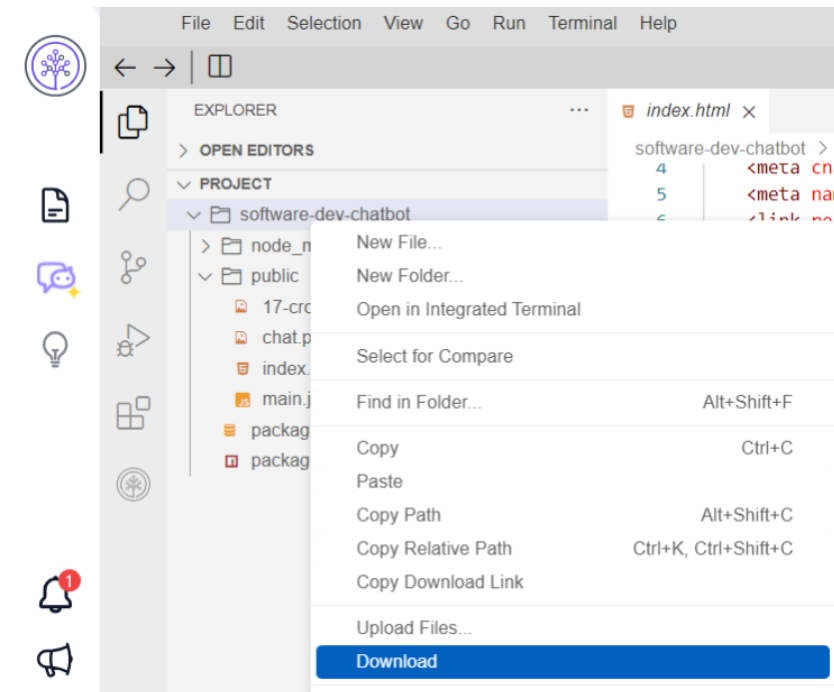 File Edit Selection View Go Run Terminal Help
EXPLORER ...
index.html
OPEN EDITORS
software-dev-chatbot >
PROJECT
4 <meta
5 <meta
software-dev-chatbot
public
index.
New File...
New Folder...
Open in Integrated Terminal
Select for Compare
Find in Folder... Alt+Shift+F
Copy Ctrl+C
Paste
Copy Path Alt+Shift+C
Copy Relative Path Ctrl+K, Ctrl+Shift+C
Copy Download Link
Upload Files...
Download
1